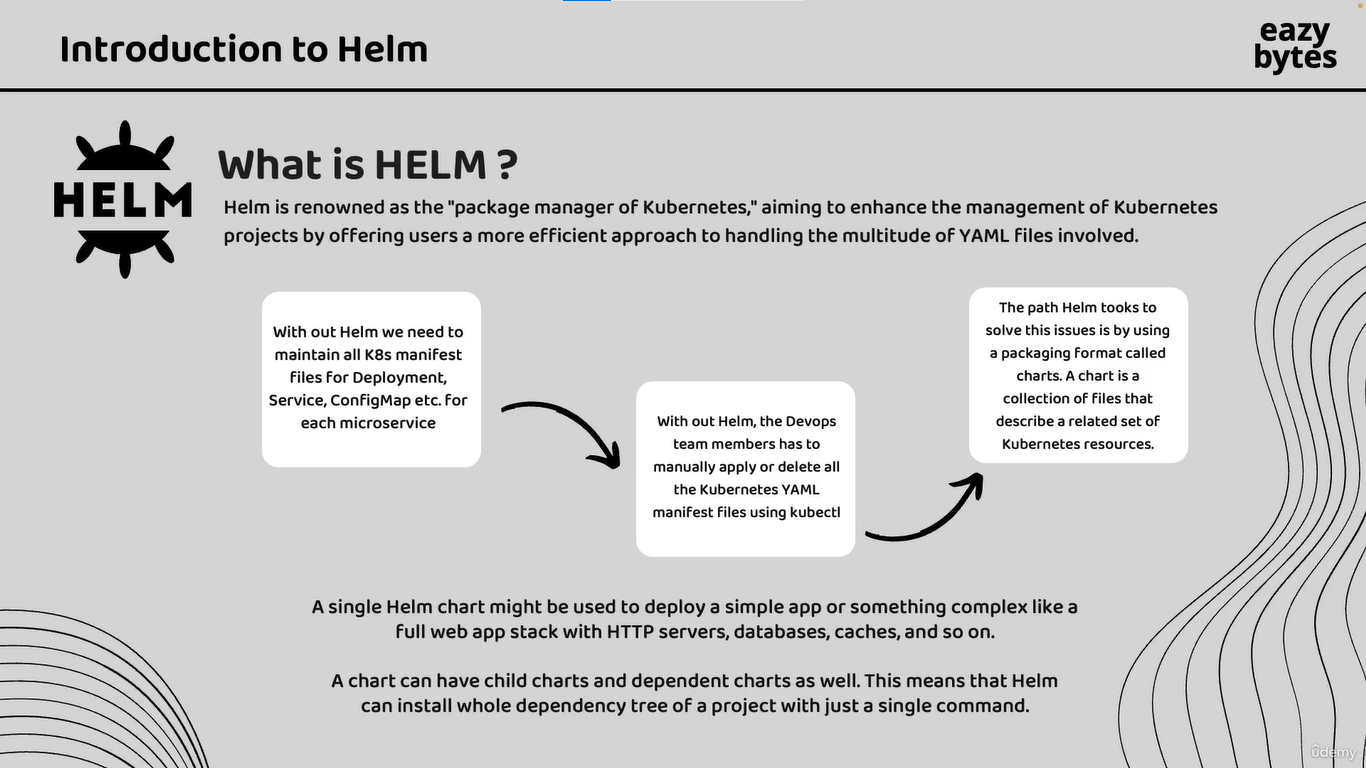 Introduction to Helm
eazy
bytes
HELM
What is HELM ?
Helm is renowned as the "package manager of Kubernetes," aiming to enhance the management of Kubernetes
projects by offering users a more efficient approach to handling the multitude of YAML files involved.
With out Helm we need to
maintain all K8s manifest
files for Deployment,
Service, ConfigMap etc. for
each microservice
With out Helm, the Devops
team members has to
manually apply or delete all
the Kubernetes YAML
manifest files using kubectl
The path Helm tooks to
solve this issues is by using
a packaging format called
charts. A chart is a
collection of files that
describe a related set of
Kubernetes resources.
A single Helm chart might be used to deploy a simple app or something complex like a
full web app stack with HTTP servers, databases, caches, and so on.
A chart can have child charts and dependent charts as well. This means that Helm
can install whole dependency tree of a project with just a single command.
ûdemy